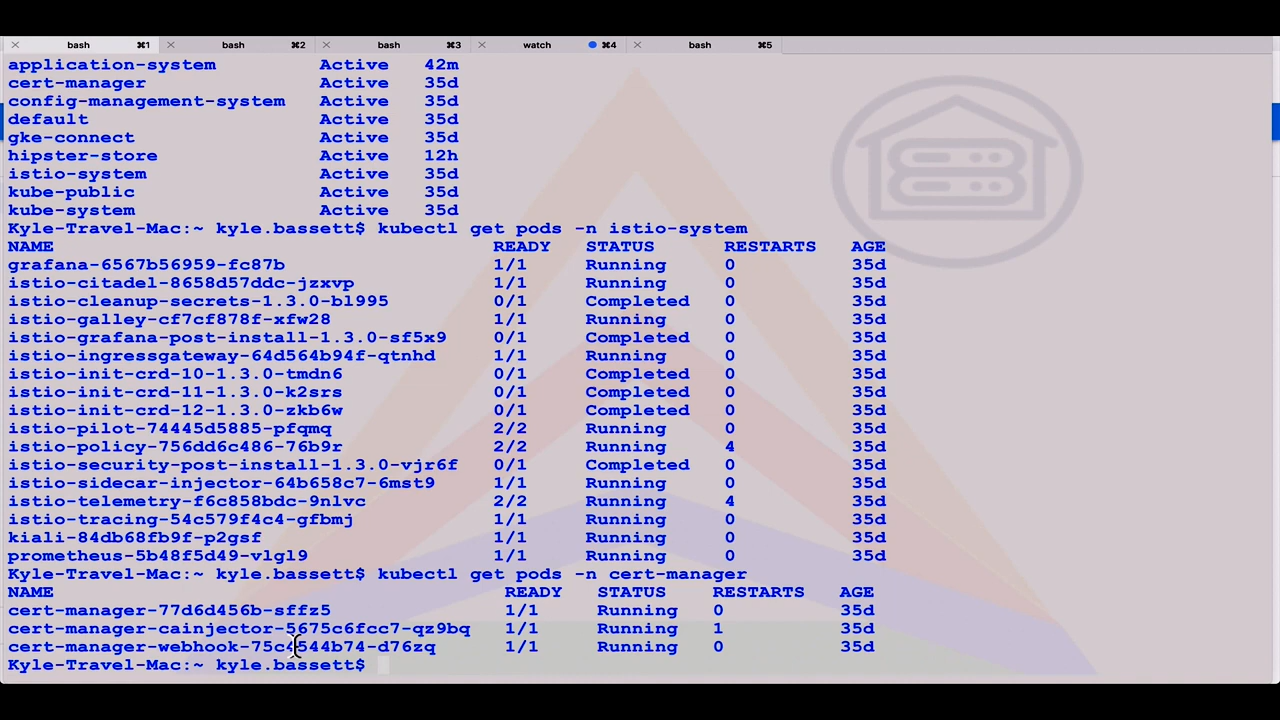 bash ⌘1 bash ⌘2 bash ⌘3 watch ⌘4 bash ⌘5
application-system Active 42m
cert-manager Active 35d
config-management-system Active 35d
default Active 35d
gke-connect Active 35d
hipster-store Active 12h
istio-system Active 35d
kube-public Active 35d
kube-system Active 35d
Kyle-Travel-Mac:~ kyle.bassett$ kubectl get pods -n istio-system
NAME READY STATUS RESTARTS AGE
grafana-6567b56959-fc87b 1/1 Running 0 35d
istio-citadel-8658d57ddc-jzxvp 1/1 Running 0 35d
istio-cleanup-secrets-1.3.0-bl995 0/1 Completed 0 35d
istio-galley-cf7cf878f-xfw28 1/1 Running 0 35d
istio-grafana-post-install-1.3.0-sf5x9 0/1 Completed 0 35d
istio-ingressgateway-64d564b94f-qtnhd 1/1 Running 0 35d
istio-init-crd-10-1.3.0-tmdn6 0/1 Completed 0 35d
istio-init-crd-11-1.3.0-k2srs 0/1 Completed 0 35d
istio-init-crd-12-1.3.0-zkb6w 0/1 Completed 0 35d
istio-pilot-74445d5885-pfqmq 2/2 Running 0 35d
istio-policy-756dd6c486-76b9r 2/2 Running 4 35d
istio-security-post-install-1.3.0-vjr6f 0/1 Completed 0 35d
istio-sidecar-injector-64b658c7-6mst9 1/1 Running 0 35d
istio-telemetry-f6c858bdc-9nlvc 2/2 Running 4 35d
istio-tracing-54c579f4c4-gfbmj 1/1 Running 0 35d
kiali-84db68fb9f-p2gsf 1/1 Running 0 35d
prometheus-5b48f5d49-vlgl9 1/1 Running 0 35d
Kyle-Travel-Mac:~ kyle.bassett$ kubectl get pods -n cert-manager
NAME READY STATUS RESTARTS AGE
cert-manager-77d6d456b-sffz5 1/1 Running 0 35d
cert-manager-cainjector-5675c6fcc7-qz9bq 1/1 Running 1 35d
cert-manager-webhook-75c4544b74-d76zq 1/1 Running 0 35d
Kyle-Travel-Mac:~ kyle.bassett$